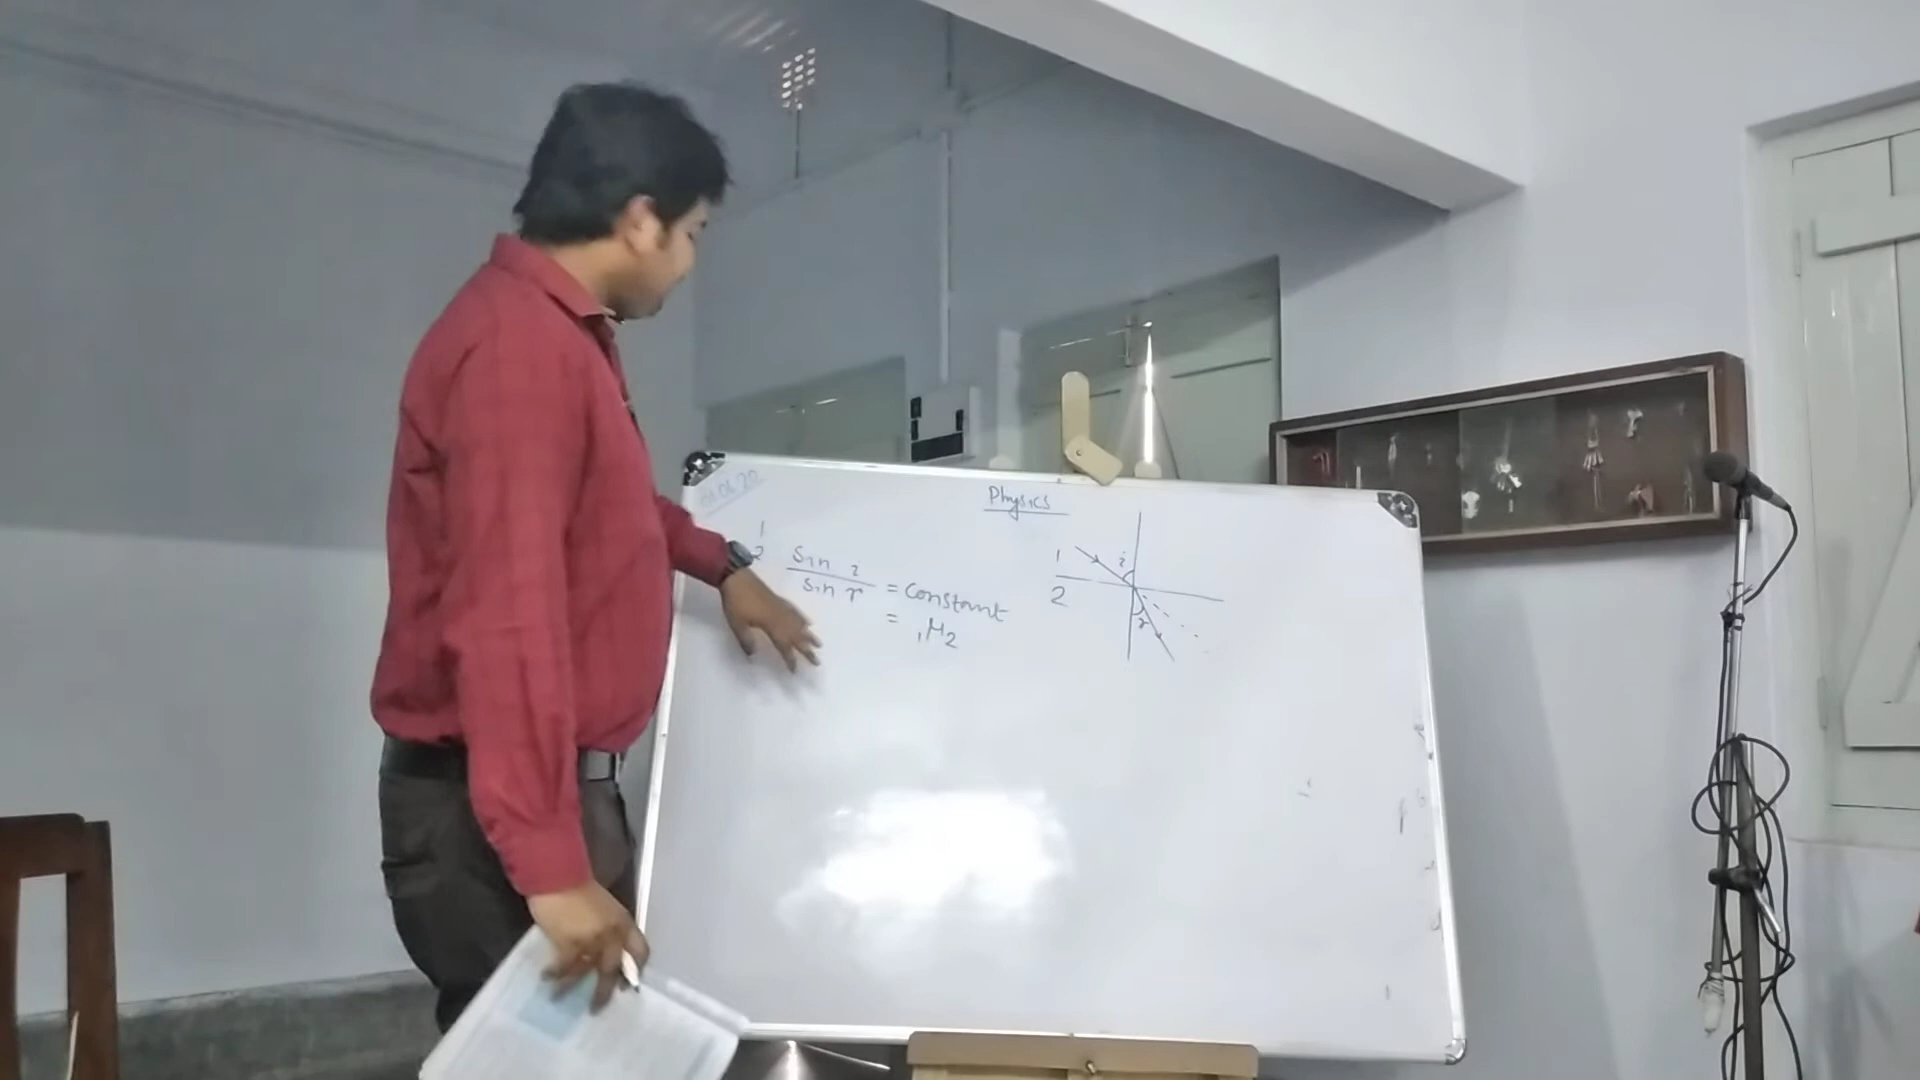 Physics
1
2
sin i
sin r
= constant
= ₁μ₂
1
i
2
r